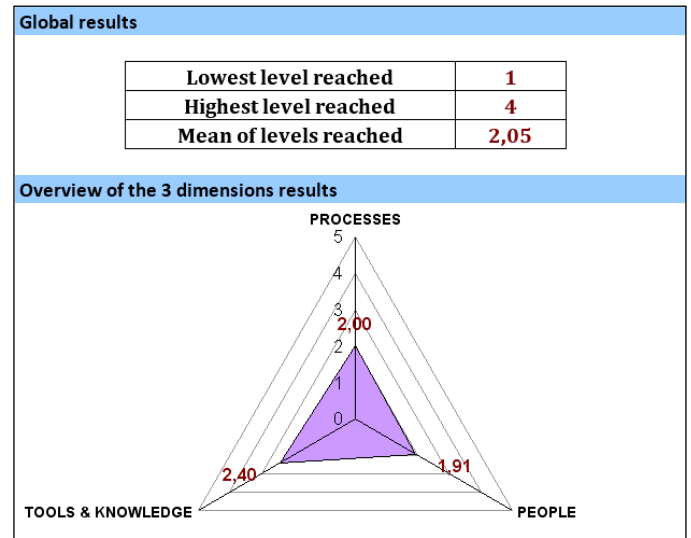 Global results
Lowest level reached 1
Highest level reached 4
Mean of levels reached 2,05
Overview of the 3 dimensions results
PROCESSES
5
4
3
2,00
2
1
0
2,40 1,91
TOOLS & KNOWLEDGE PEOPLE